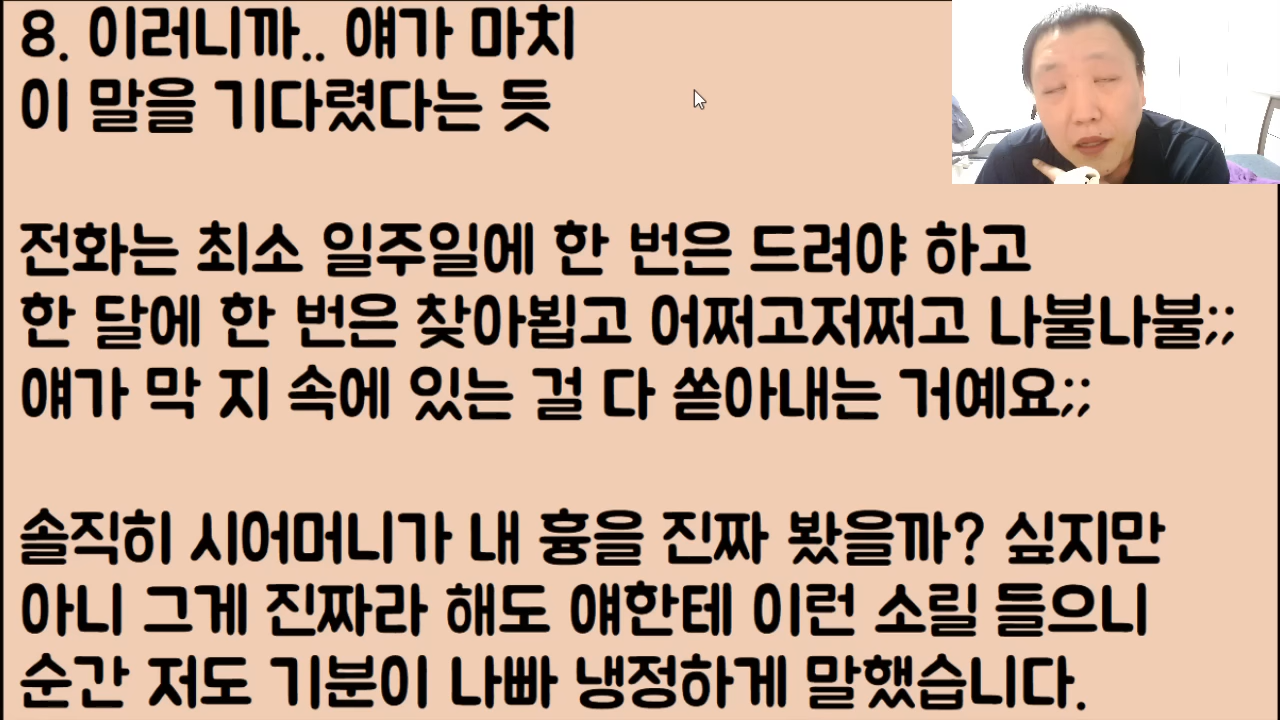 8. 이러니까.. 얘가 마치
이 말을 기다렸다는 듯
전화는 최소 일주일에 한 번은 드려야 하고
한 달에 한 번은 찾아뵙고 어쩌고저쩌고 나불나불;;
얘가 막 지 속에 있는 걸 다 쏟아내는 거예요;;
솔직히 시어머니가 내 흉을 진짜 봤을까? 싶지만
아니 그게 진짜라 해도 얘한테 이런 소릴 들으니
순간 저도 기분이 나빠 냉정하게 말했습니다.